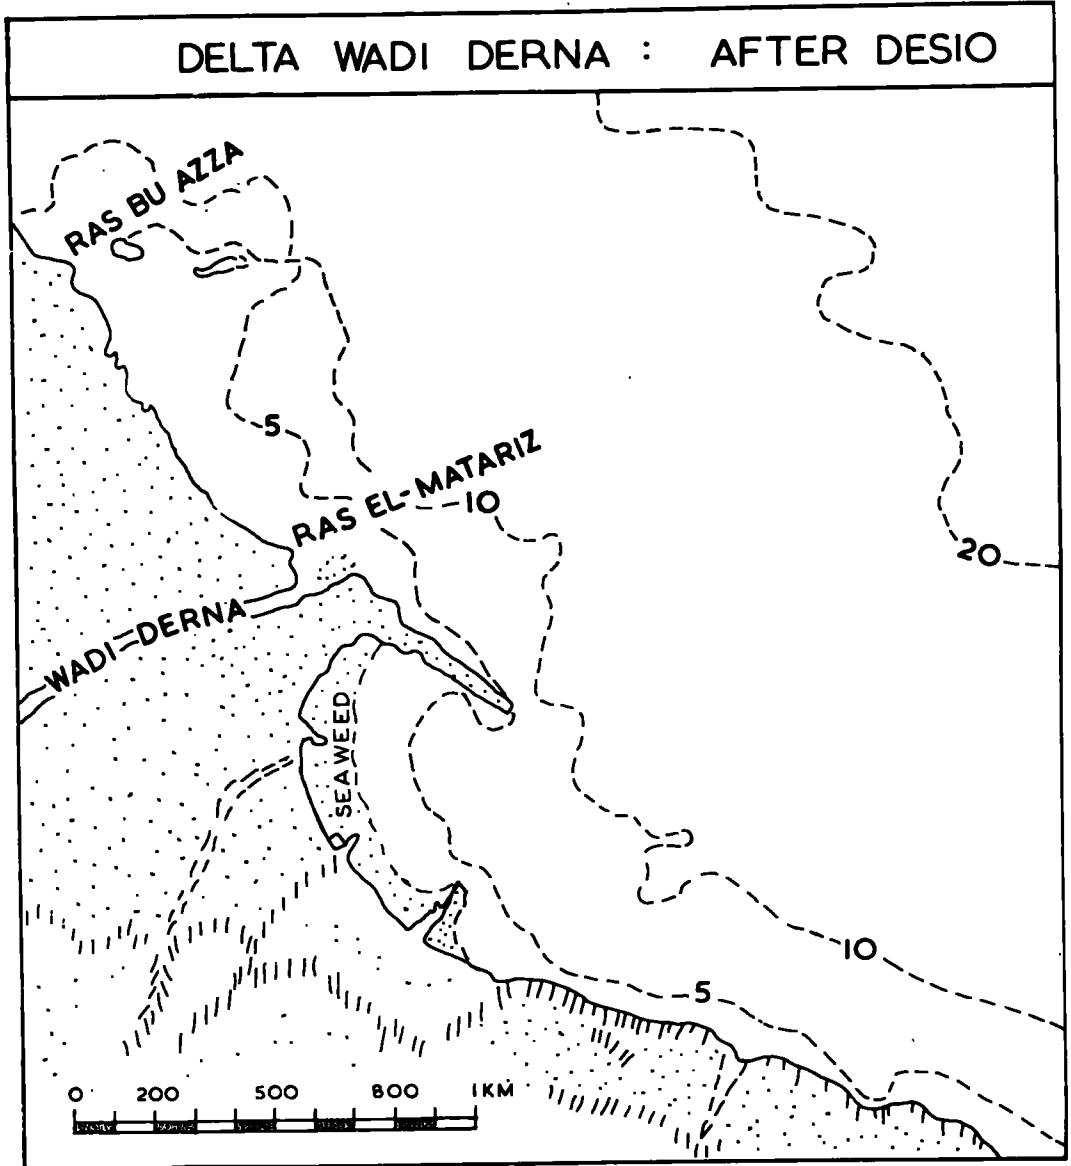 DELTA WADI DERNA : AFTER DESIO
RAS BU AZZA
5
RAS EL-MATARIZ
10
20
WADI DERNA
SEAWEED
10
5
0 200 500 800 1KM